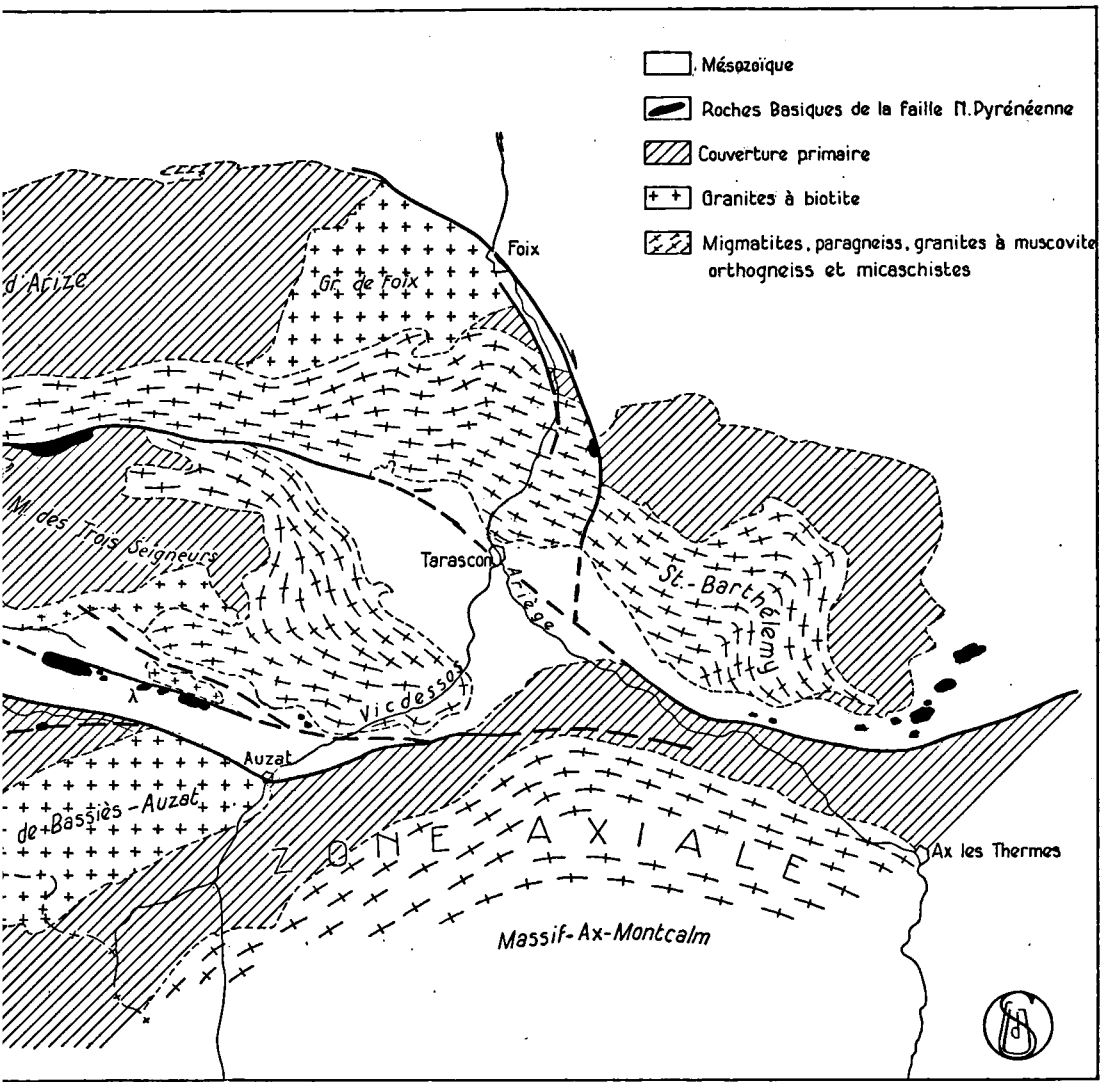 Mésozoïque
Roches Basiques de la faille N.Pyrénéenne
Couverture primaire
Granites à biotite
Migmatites, paragneiss, granites à muscovite
orthogneiss et micaschistes
Foix
d'Arize
Gr. de Foix
M. des Trois Seigneurs
Tarascon
Ariège
St.-Barthélemy
Vicdessos
λ
Auzat
de Bassiès-Auzat
ZONE AXIALE
Ax les Thermes
Massif-Ax-Montcalm